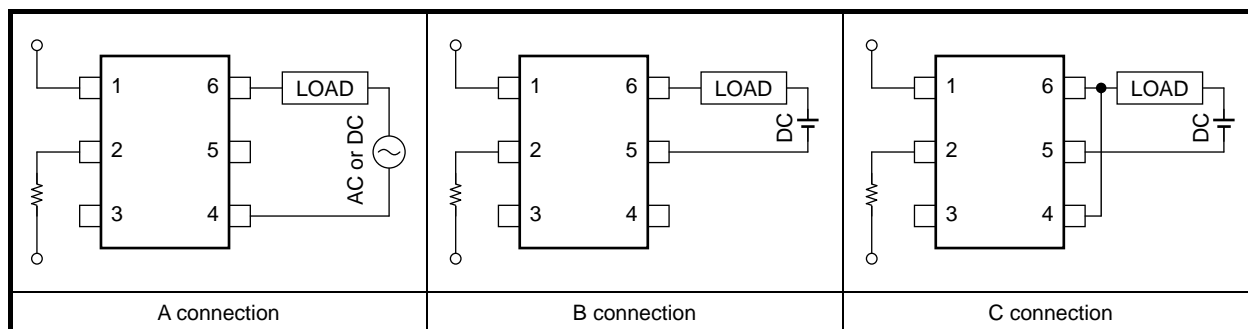 1 6 LOAD
2 5 AC or DC
3 4
A connection
1 6 LOAD
2 5 DC
3 4
B connection
1 6 LOAD
2 5 DC
3 4
C connection